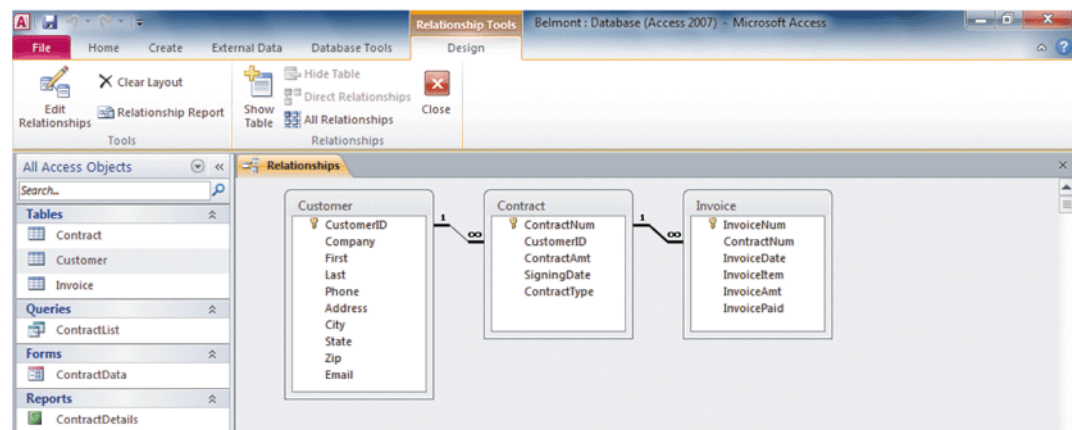 A
Relationship Tools Belmont : Database (Access 2007) - Microsoft Access
File Home Create External Data Database Tools Design
Edit Relationships
Clear Layout
Relationship Report
Tools
Show Table
Hide Table
Direct Relationships
All Relationships
Relationships
Close
All Access Objects
Search...
Tables
Contract
Customer
Invoice
Queries
ContractList
Forms
ContractData
Reports
ContractDetails
Relationships
Customer
CustomerID
Company
First
Last
Phone
Address
City
State
Zip
Email
1 ∞
Contract
ContractNum
CustomerID
ContractAmt
SigningDate
ContractType
1 ∞
Invoice
InvoiceNum
ContractNum
InvoiceDate
InvoiceItem
InvoiceAmt
InvoicePaid